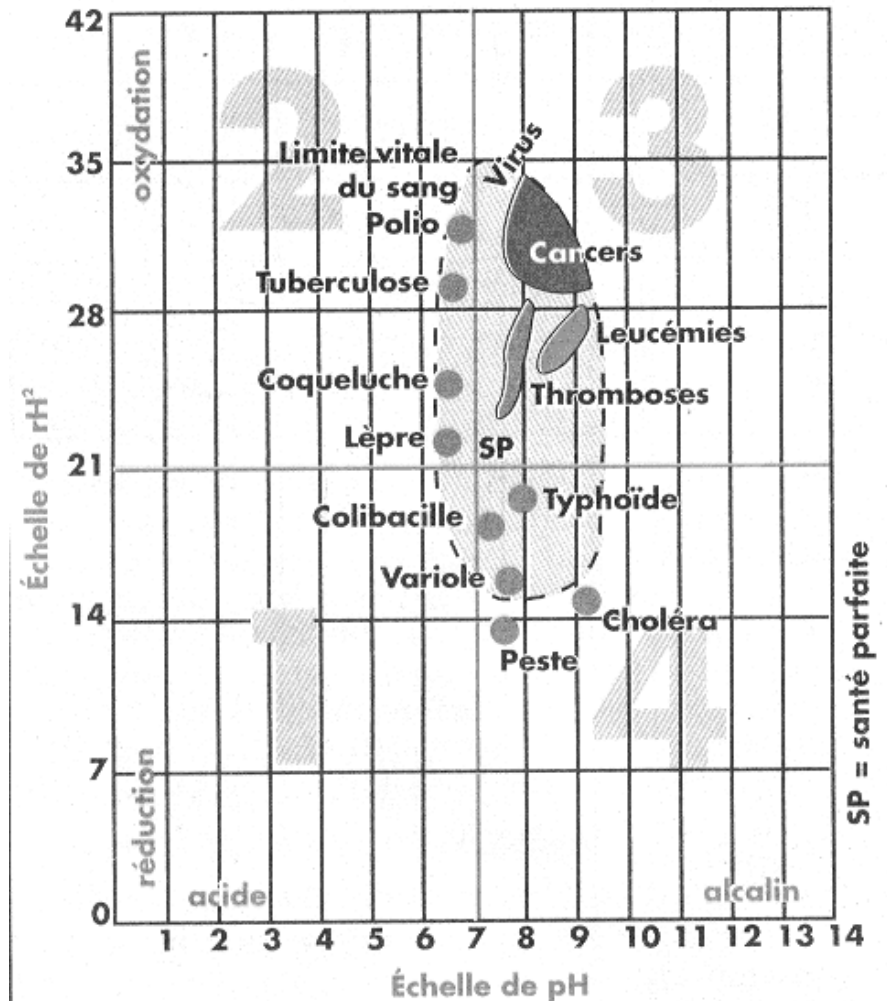 42
oxydation
2
3
Virus
35
Limite vitale
du sang
Polio
Cancers
Tuberculose
28
Leucémies
Coqueluche
Thromboses
Lèpre
SP
21
Échelle de rH²
Typhoïde
Colibacille
Variole
14
Choléra
1
Peste
4
SP = santé parfaite
7
réduction
acide
alcalin
0
1 2 3 4 5 6 7 8 9 10 11 12 13 14
Échelle de pH